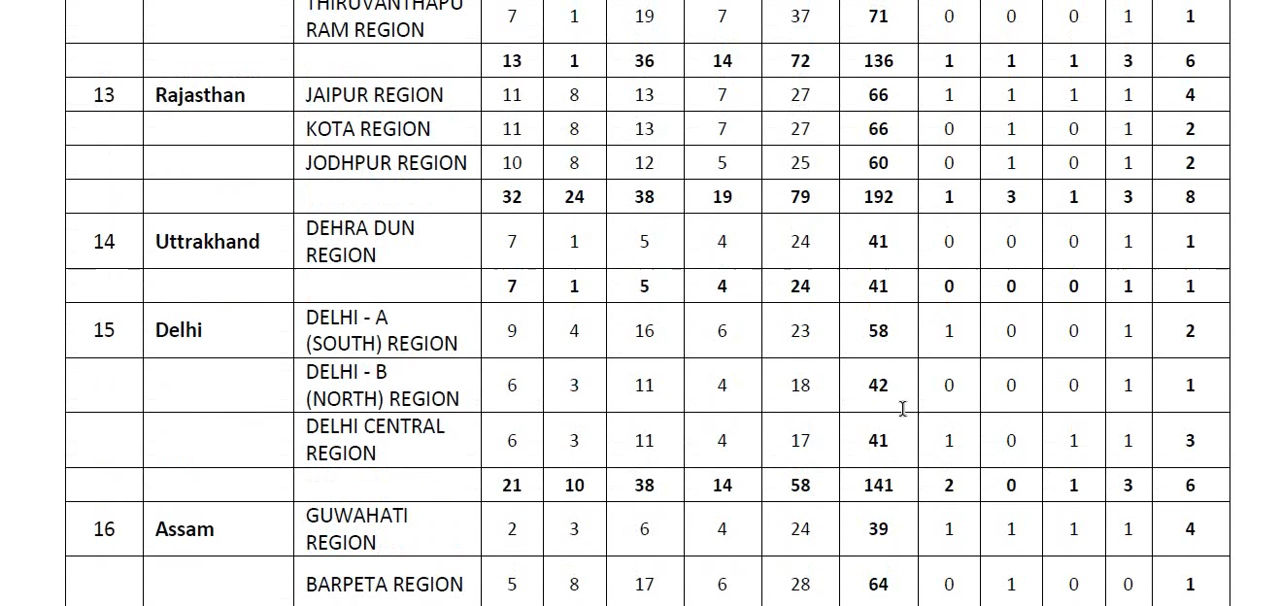 THIRUVANTHAPU
RAM REGION 7 1 19 7 37 71 0 0 0 1 1
13 1 36 14 72 136 1 1 1 3 6
13 Rajasthan JAIPUR REGION 11 8 13 7 27 66 1 1 1 1 4
KOTA REGION 11 8 13 7 27 66 0 1 0 1 2
JODHPUR REGION 10 8 12 5 25 60 0 1 0 1 2
32 24 38 19 79 192 1 3 1 3 8
14 Uttrakhand DEHRA DUN
REGION 7 1 5 4 24 41 0 0 0 1 1
7 1 5 4 24 41 0 0 0 1 1
15 Delhi DELHI - A
(SOUTH) REGION 9 4 16 6 23 58 1 0 0 1 2
DELHI - B
(NORTH) REGION 6 3 11 4 18 42 0 0 0 1 1
DELHI CENTRAL
REGION 6 3 11 4 17 41 1 0 1 1 3
21 10 38 14 58 141 2 0 1 3 6
16 Assam GUWAHATI
REGION 2 3 6 4 24 39 1 1 1 1 4
BARPETA REGION 5 8 17 6 28 64 0 1 0 0 1